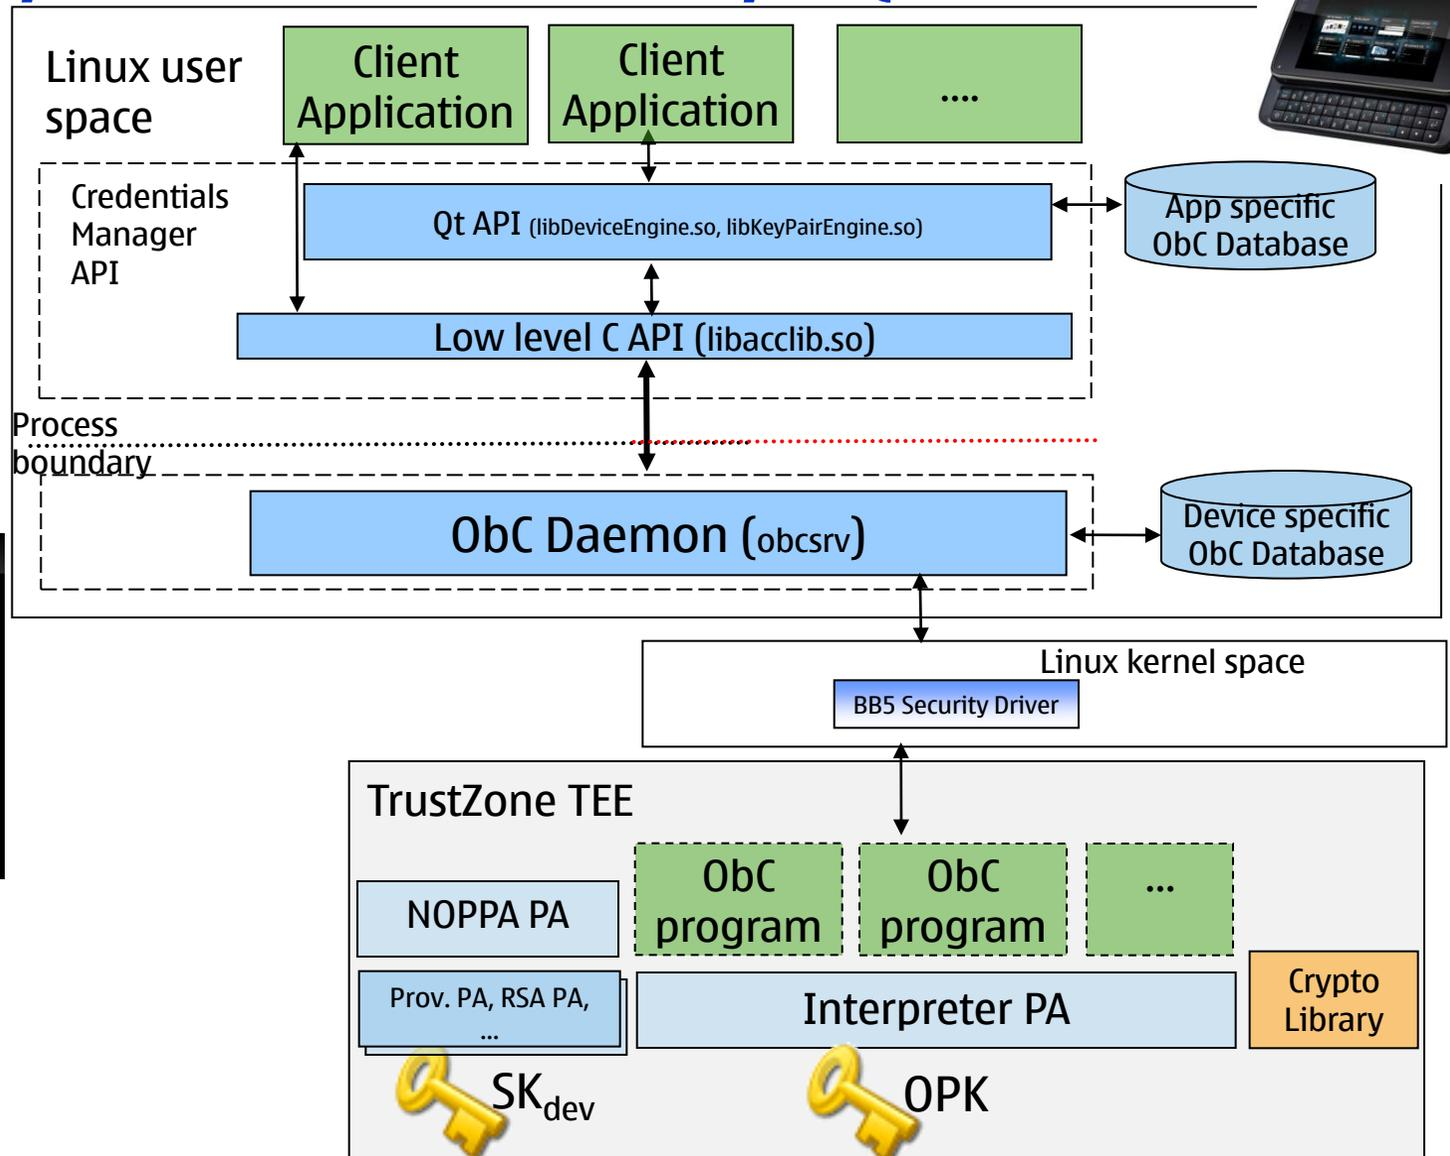 Linux user
space
Client
Application
Client
Application
....
Credentials
Manager
API
Qt API (libDeviceEngine.so, libKeyPairEngine.so)
App specific
ObC Database
Low level C API (libacclib.so)
Process
boundary
ObC Daemon (obcsrv)
Device specific
ObC Database
Linux kernel space
BB5 Security Driver
TrustZone TEE
NOPPA PA
ObC
program
ObC
program
...
Prov. PA, RSA PA,
...
Interpreter PA
Crypto
Library
SKdev
OPK